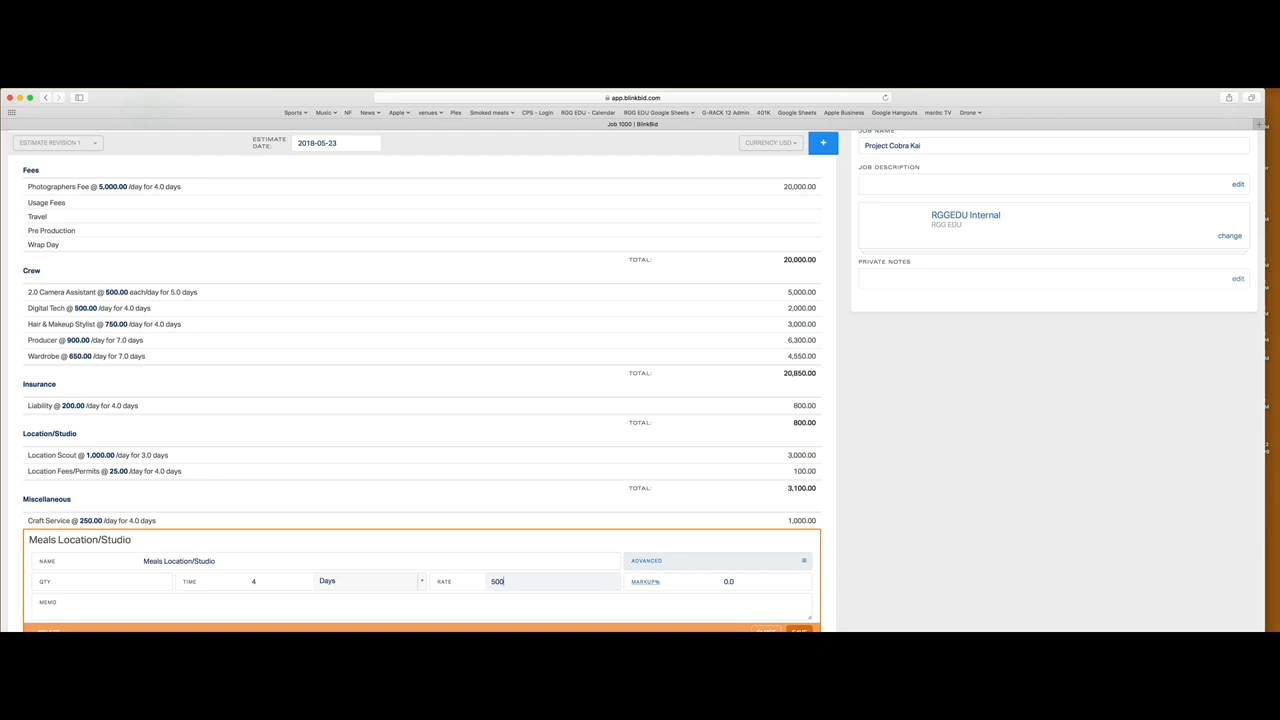 app.blinkbid.com
Sports Music NF News Apple venues Plex Smoked meats CPS - Login RGG EDU - Calendar RGG EDU Google Sheets G-RACK 12 Admin 401K Google Sheets Apple Business Google Hangouts msnbc TV Drone
Job 1000 | BlinkBid
ESTIMATE REVISION 1
ESTIMATE DATE: 2018-05-23
CURRENCY: USD
+
Fees
Photographers Fee @ 5,000.00 /day for 4.0 days 20,000.00
Usage Fees
Travel
Pre Production
Wrap Day
TOTAL: 20,000.00
Crew
2.0 Camera Assistant @ 500.00 each/day for 5.0 days 5,000.00
Digital Tech @ 500.00 /day for 4.0 days 2,000.00
Hair & Makeup Stylist @ 750.00 /day for 4.0 days 3,000.00
Producer @ 900.00 /day for 7.0 days 6,300.00
Wardrobe @ 650.00 /day for 7.0 days 4,550.00
TOTAL: 20,850.00
Insurance
Liability @ 200.00 /day for 4.0 days 800.00
TOTAL: 800.00
Location/Studio
Location Scout @ 1,000.00 /day for 3.0 days 3,000.00
Location Fees/Permits @ 25.00 /day for 4.0 days 100.00
TOTAL: 3,100.00
Miscellaneous
Craft Service @ 250.00 /day for 4.0 days 1,000.00
Meals Location/Studio
NAME Meals Location/Studio ADVANCED
QTY TIME 4 Days RATE 500 MARKUP% 0.0
MEMO
JOB NAME
Project Cobra Kai
JOB DESCRIPTION
edit
RGGEDU Internal
RGG EDU
change
PRIVATE NOTES
edit